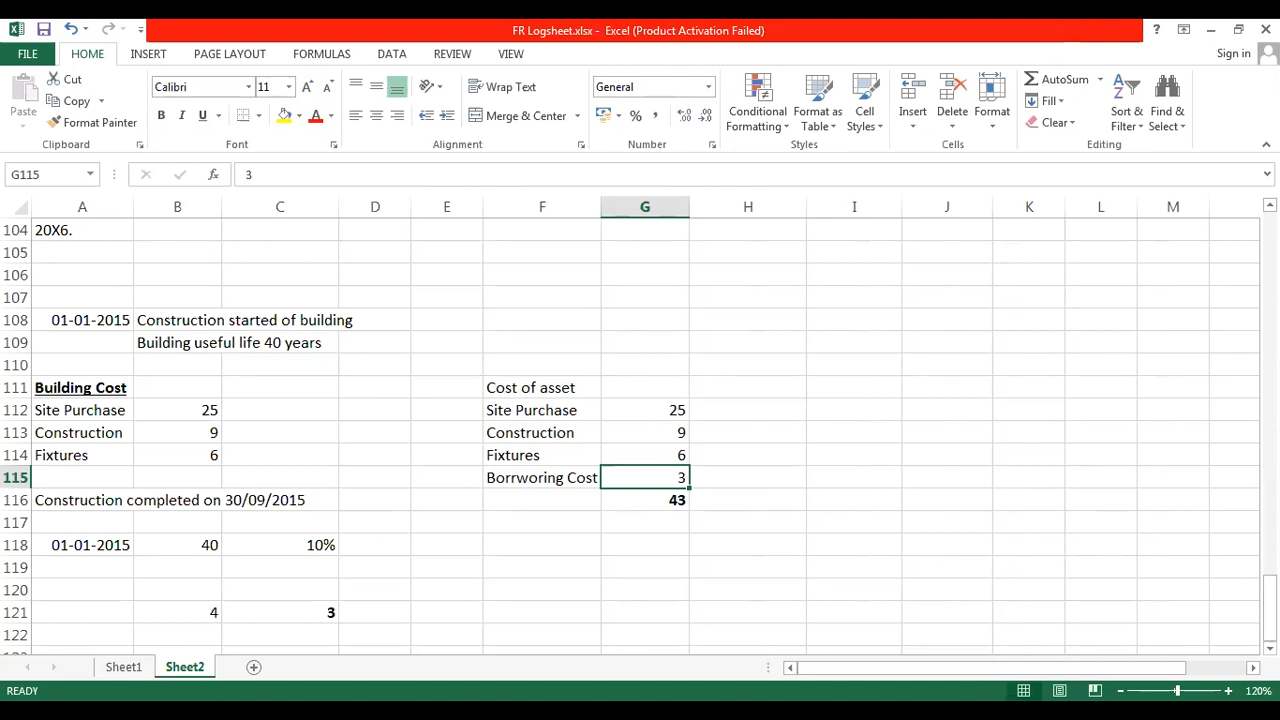 FR Logsheet.xlsx - Excel (Product Activation Failed)
?
FILE HOME INSERT PAGE LAYOUT FORMULAS DATA REVIEW VIEW Sign in
Paste Cut Copy Format Painter
Clipboard
Calibri 11
B I U
Font
Wrap Text
Merge & Center
Alignment
General
%
Number
Conditional Formatting
Format as Table
Cell Styles
Styles
Insert Delete Format
Cells
AutoSum
Fill
Clear
Sort & Filter
Find & Select
Editing
G115 fx 3
A B C D E F G H I J K L M
104 20X6.
105
106
107
108 01-01-2015 Construction started of building
109 Building useful life 40 years
110
111 Building Cost Cost of asset
112 Site Purchase 25 Site Purchase 25
113 Construction 9 Construction 9
114 Fixtures 6 Fixtures 6
115 Borrworing Cost 3
116 Construction completed on 30/09/2015 43
117
118 01-01-2015 40 10%
119
120
121 4 3
122
Sheet1 Sheet2
READY 120%